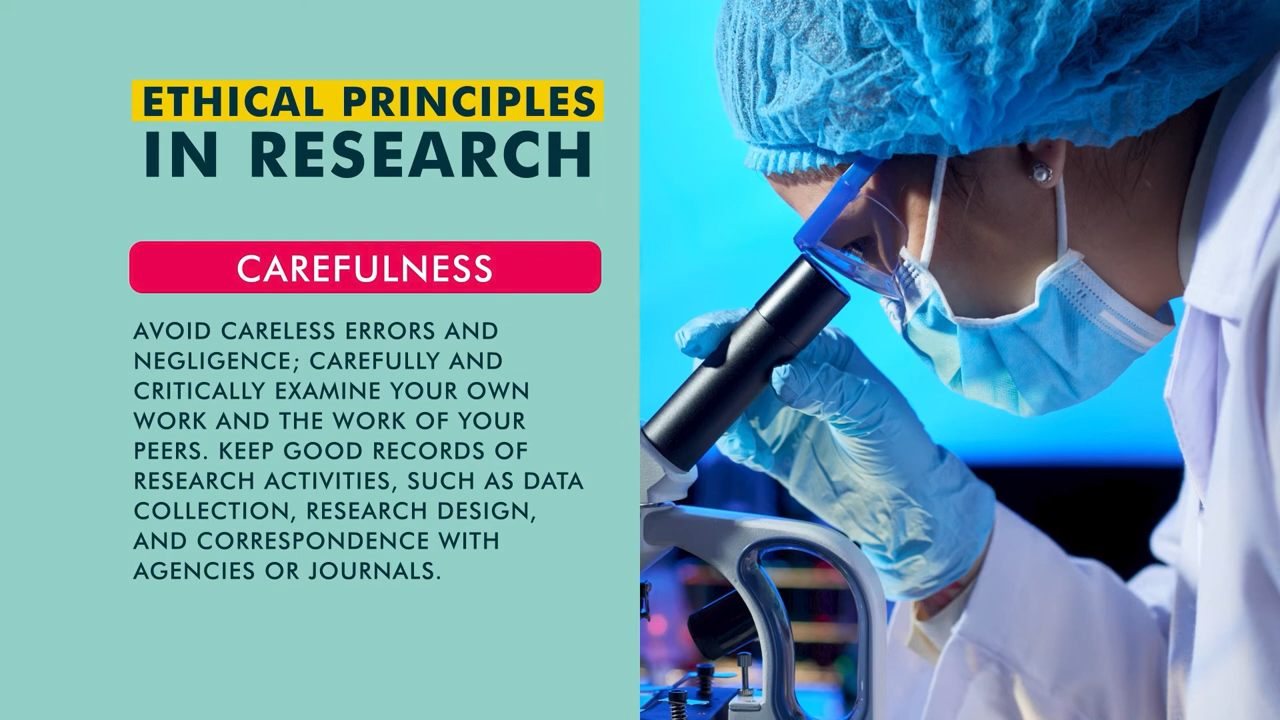 ETHICAL PRINCIPLES
IN RESEARCH
CAREFULNESS
AVOID CARELESS ERRORS AND
NEGLIGENCE; CAREFULLY AND
CRITICALLY EXAMINE YOUR OWN
WORK AND THE WORK OF YOUR
PEERS. KEEP GOOD RECORDS OF
RESEARCH ACTIVITIES, SUCH AS DATA
COLLECTION, RESEARCH DESIGN,
AND CORRESPONDENCE WITH
AGENCIES OR JOURNALS.